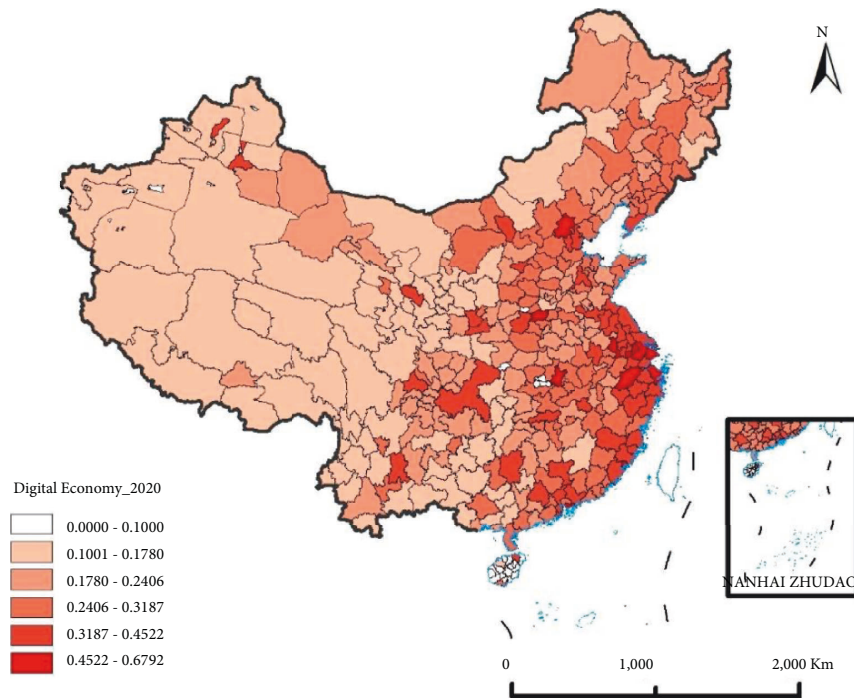 N
Digital Economy_2020
0.0000 - 0.1000
0.1001 - 0.1780
0.1780 - 0.2406
0.2406 - 0.3187
0.3187 - 0.4522
0.4522 - 0.6792
NANHAI ZHUDAO
0 1,000 2,000 Km